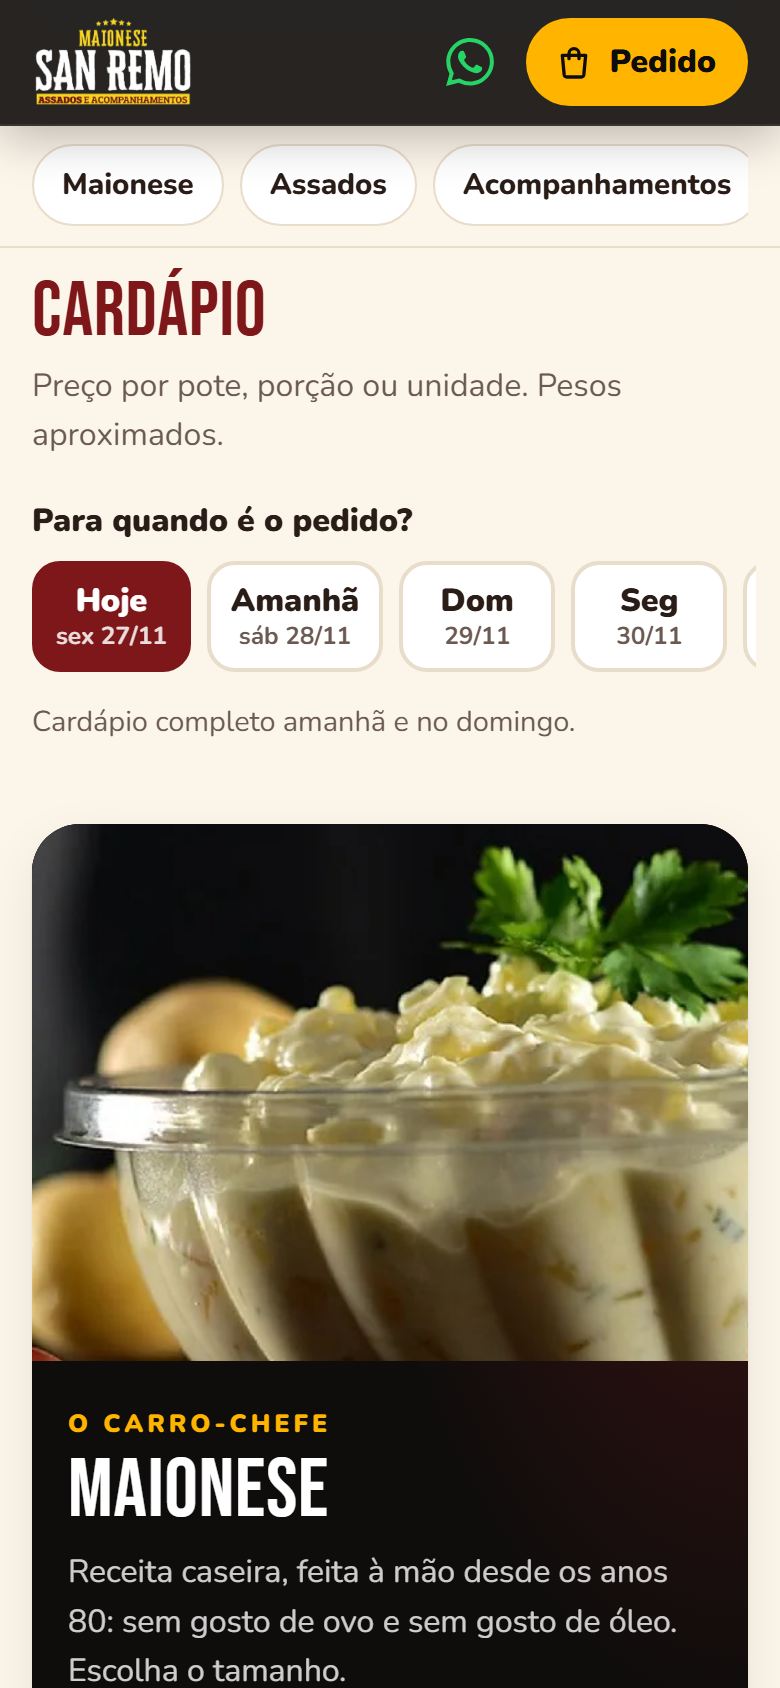 MAIONESE
SAN REMO
ASSADOS E ACOMPANHAMENTOS
Pedido
Maionese
Assados
Acompanhamentos
CARDÁPIO
Preço por pote, porção ou unidade. Pesos
aproximados.
Para quando é o pedido?
Hoje
sex 27/11
Amanhã
sáb 28/11
Dom
29/11
Seg
30/11
Cardápio completo amanhã e no domingo.
O CARRO-CHEFE
MAIONESE
Receita caseira, feita à mão desde os anos
80: sem gosto de ovo e sem gosto de óleo.
Escolha o tamanho.